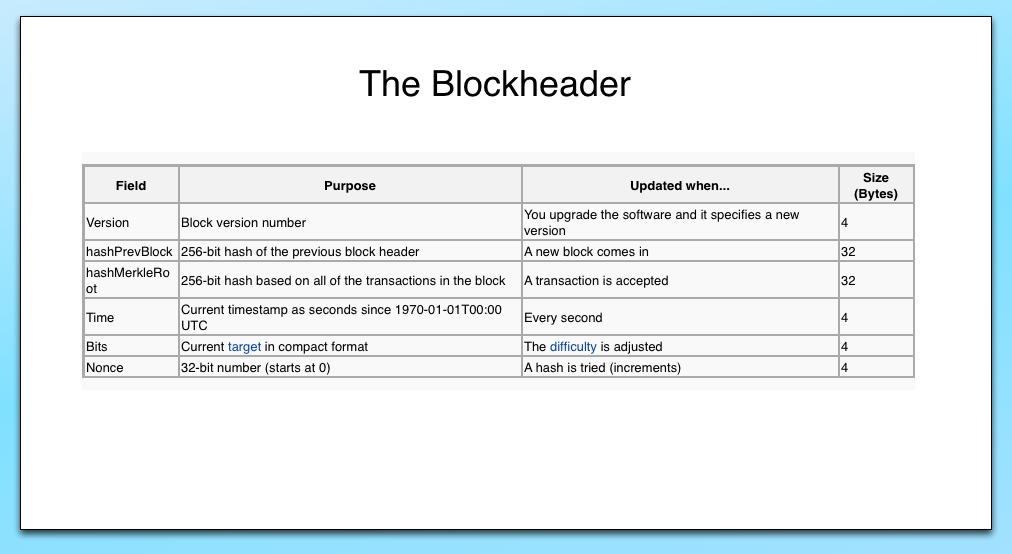 The Blockheader
Field Purpose Updated when... Size
(Bytes)
Version Block version number You upgrade the software and it specifies a new
version 4
hashPrevBlock 256-bit hash of the previous block header A new block comes in 32
hashMerkleRo
ot 256-bit hash based on all of the transactions in the block A transaction is accepted 32
Time Current timestamp as seconds since 1970-01-01T00:00
UTC Every second 4
Bits Current target in compact format The difficulty is adjusted 4
Nonce 32-bit number (starts at 0) A hash is tried (increments) 4